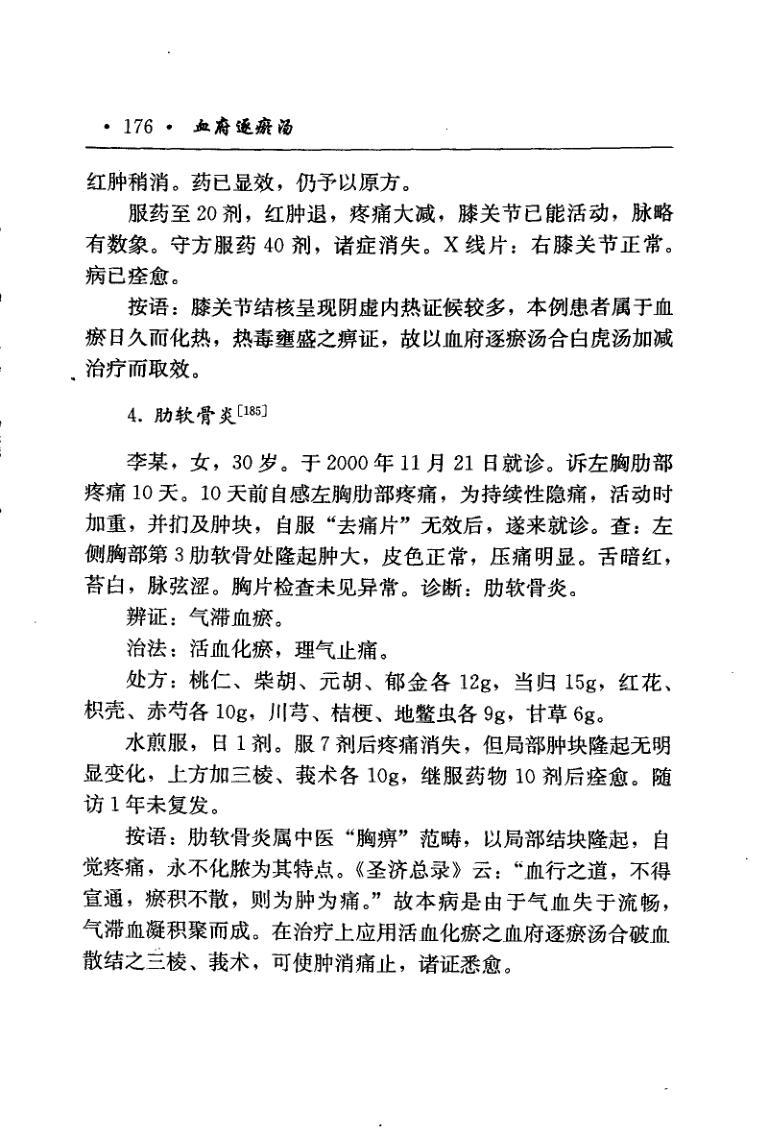 · 176 · 血府逐瘀汤
红肿稍消。药已显效，仍予以原方。
服药至 20 剂，红肿退，疼痛大减，膝关节已能活动，脉略
有数象。守方服药 40 剂，诸症消失。X 线片：右膝关节正常。
病已痊愈。
按语：膝关节结核呈现阴虚内热证候较多，本例患者属于血
瘀日久而化热，热毒壅盛之痹证，故以血府逐瘀汤合白虎汤加减
治疗而取效。
4. 肋软骨炎[185]
李某，女，30 岁。于 2000 年 11 月 21 日就诊。诉左胸肋部
疼痛 10 天。10 天前自感左胸肋部疼痛，为持续性隐痛，活动时
加重，并扪及肿块，自服“去痛片”无效后，遂来就诊。查：左
侧胸部第 3 肋软骨处隆起肿大，皮色正常，压痛明显。舌暗红，
苔白，脉弦涩。胸片检查未见异常。诊断：肋软骨炎。
辨证：气滞血瘀。
治法：活血化瘀，理气止痛。
处方：桃仁、柴胡、元胡、郁金各 12g，当归 15g，红花、
枳壳、赤芍各 10g，川芎、桔梗、地鳖虫各 9g，甘草 6g。
水煎服，日 1 剂。服 7 剂后疼痛消失，但局部肿块隆起无明
显变化，上方加三棱、莪术各 10g，继服药物 10 剂后痊愈。随
访 1 年未复发。
按语：肋软骨炎属中医“胸痹”范畴，以局部结块隆起，自
觉疼痛，永不化脓为其特点。《圣济总录》云：“血行之道，不得
宣通，瘀积不散，则为肿为痛。”故本病是由于气血失于流畅，
气滞血凝积聚而成。在治疗上应用活血化瘀之血府逐瘀汤合破血
散结之三棱、莪术，可使肿消痛止，诸证悉愈。